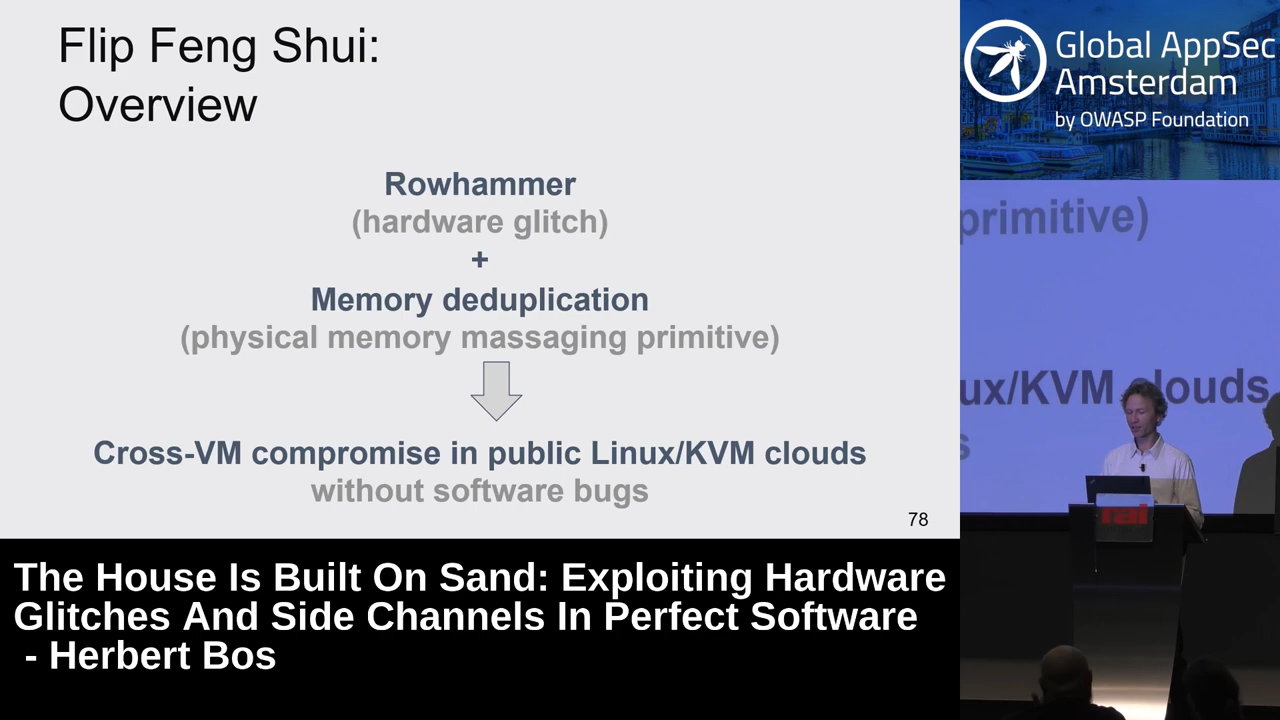 Flip Feng Shui:
Overview
Rowhammer
(hardware glitch)
+
Memory deduplication
(physical memory massaging primitive)
Cross-VM compromise in public Linux/KVM clouds
without software bugs
78
Global AppSec
Amsterdam
by OWASP Foundation
primitive)
ux/KVM clouds
s
rai
The House Is Built On Sand: Exploiting Hardware
Glitches And Side Channels In Perfect Software
- Herbert Bos